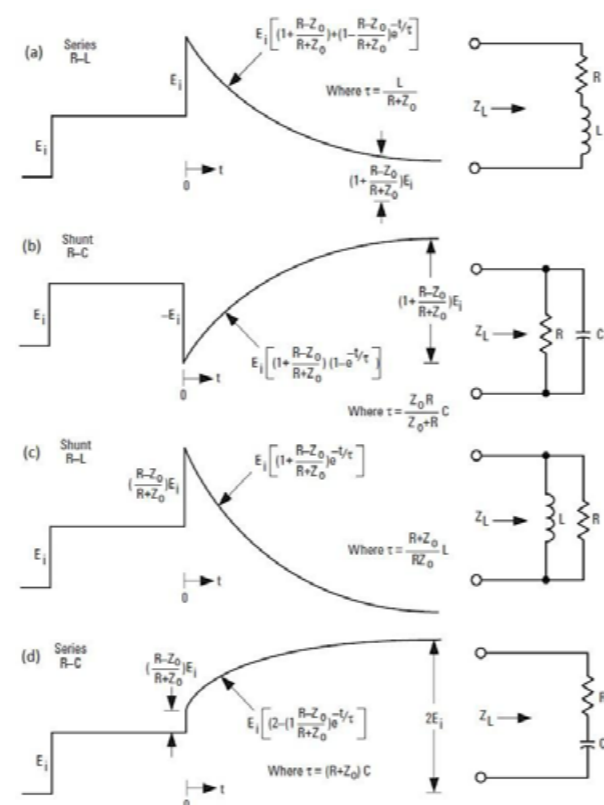 (a) Series
R–L
E_i[(1+(R–Z_0)/(R+Z_0))+(1–(R–Z_0)/(R+Z_0))e^–t/τ]
E_i
Where τ = L/(R+Z_0)
E_i
0 t
(1+(R–Z_0)/(R+Z_0))E_i
Z_L
R
L
(b) Shunt
R–C
E_i
–E_i
(1+(R–Z_0)/(R+Z_0))E_i
E_i[(1+(R–Z_0)/(R+Z_0))(1–e^–t/τ)]
0 t
Where τ = (Z_0R)/(Z_0+R) C
Z_L
R
C
(c) Shunt
R–L
((R–Z_0)/(R+Z_0))E_i
E_i[(1+(R–Z_0)/(R+Z_0))e^–t/τ]
E_i
Where τ = (R+Z_0)/(RZ_0) L
0 t
Z_L
L
R
(d) Series
R–C
((R–Z_0)/(R+Z_0))E_i
E_i[(2–(1(R–Z_0)/(R+Z_0))e^–t/τ]
2E_i
E_i
Where τ = (R+Z_0) C
0 t
Z_L
R
C